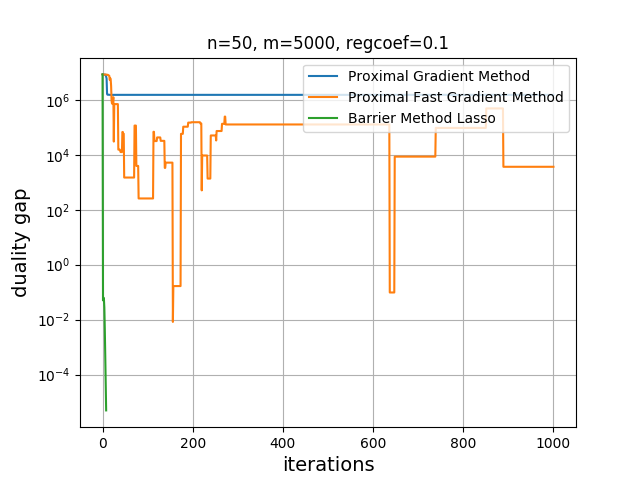 n=50, m=5000, regcoef=0.1
Proximal Gradient Method
Proximal Fast Gradient Method
Barrier Method Lasso
duality gap
10^6
10^4
10^2
10^0
10^−2
10^−4
0 200 400 600 800 1000
iterations